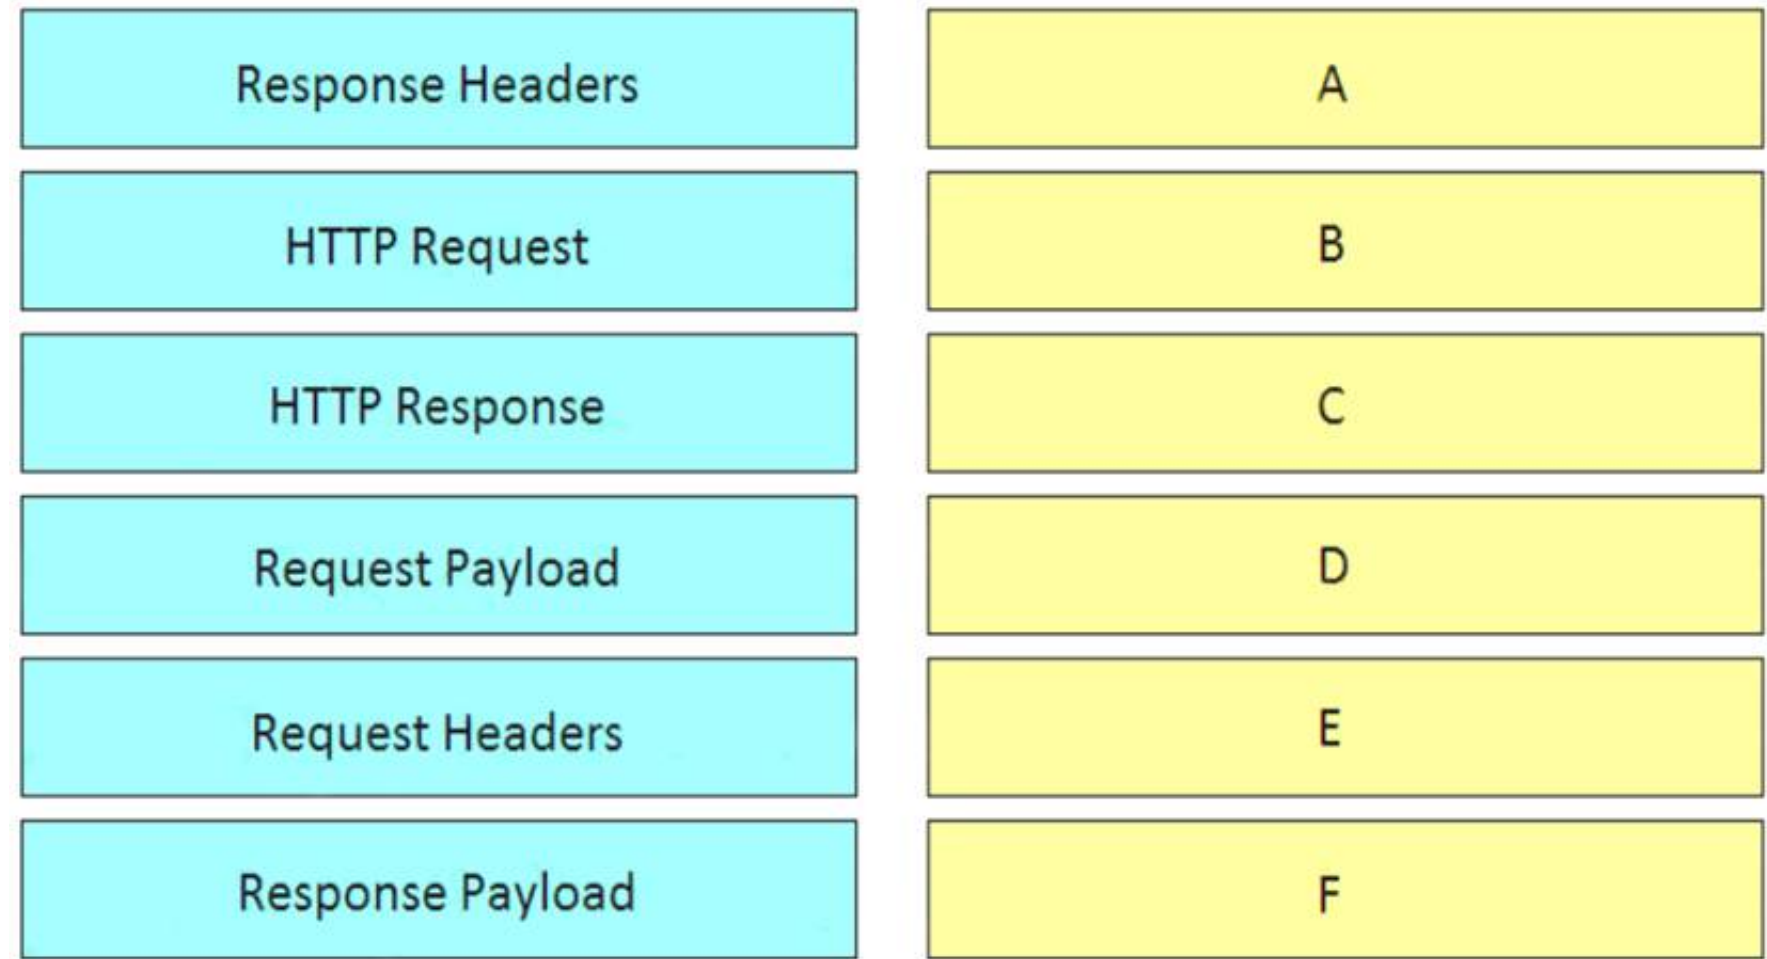 Response Headers
A
HTTP Request
B
HTTP Response
C
Request Payload
D
Request Headers
E
Response Payload
F